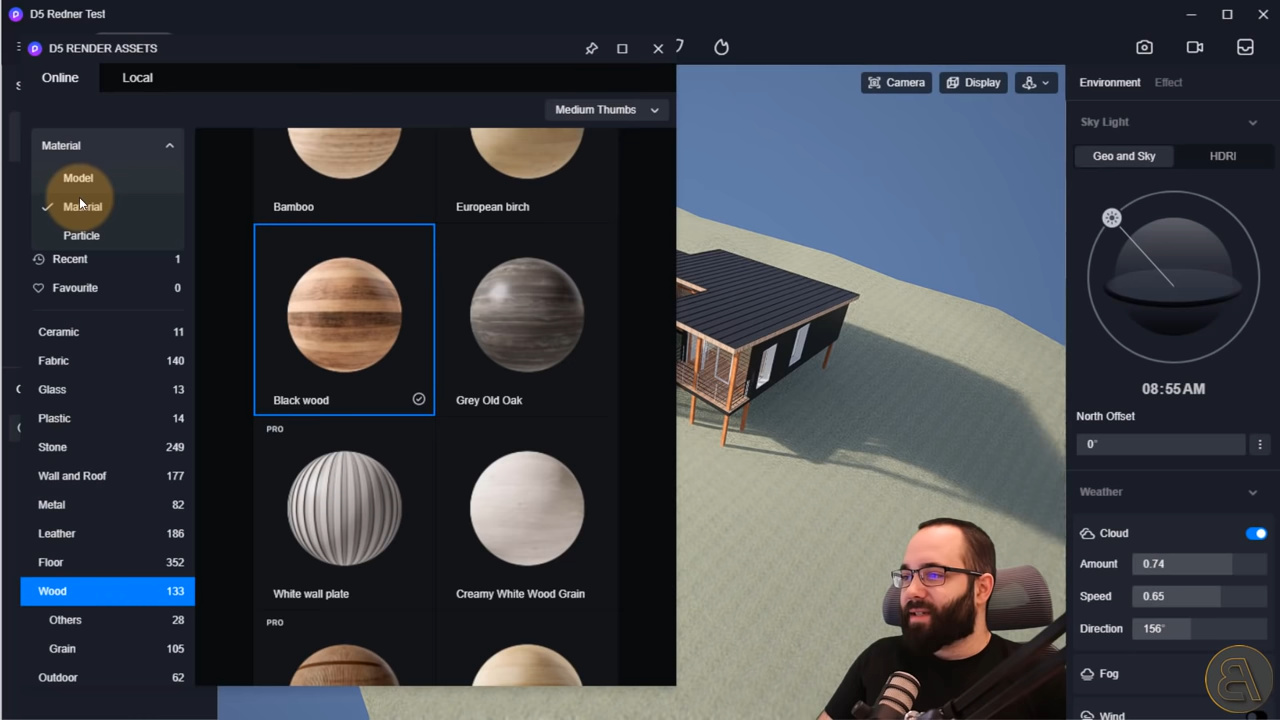 D5 Redner Test
D5 RENDER ASSETS
Online
Local
Medium Thumbs
Material
Model
Material
Particle
Recent 1
Favourite 0
Ceramic 11
Fabric 140
Glass 13
Plastic 14
Stone 249
Wall and Roof 177
Metal 82
Leather 186
Floor 352
Wood 133
Others 28
Grain 105
Outdoor 62
Bamboo
European birch
Black wood
Grey Old Oak
PRO
White wall plate
Creamy White Wood Grain
PRO
Camera
Display
Environment
Effect
Sky Light
Geo and Sky
HDRI
08:55 AM
North Offset
0°
Weather
Cloud
Amount 0.74
Speed 0.65
Direction 156°
Fog
Wind